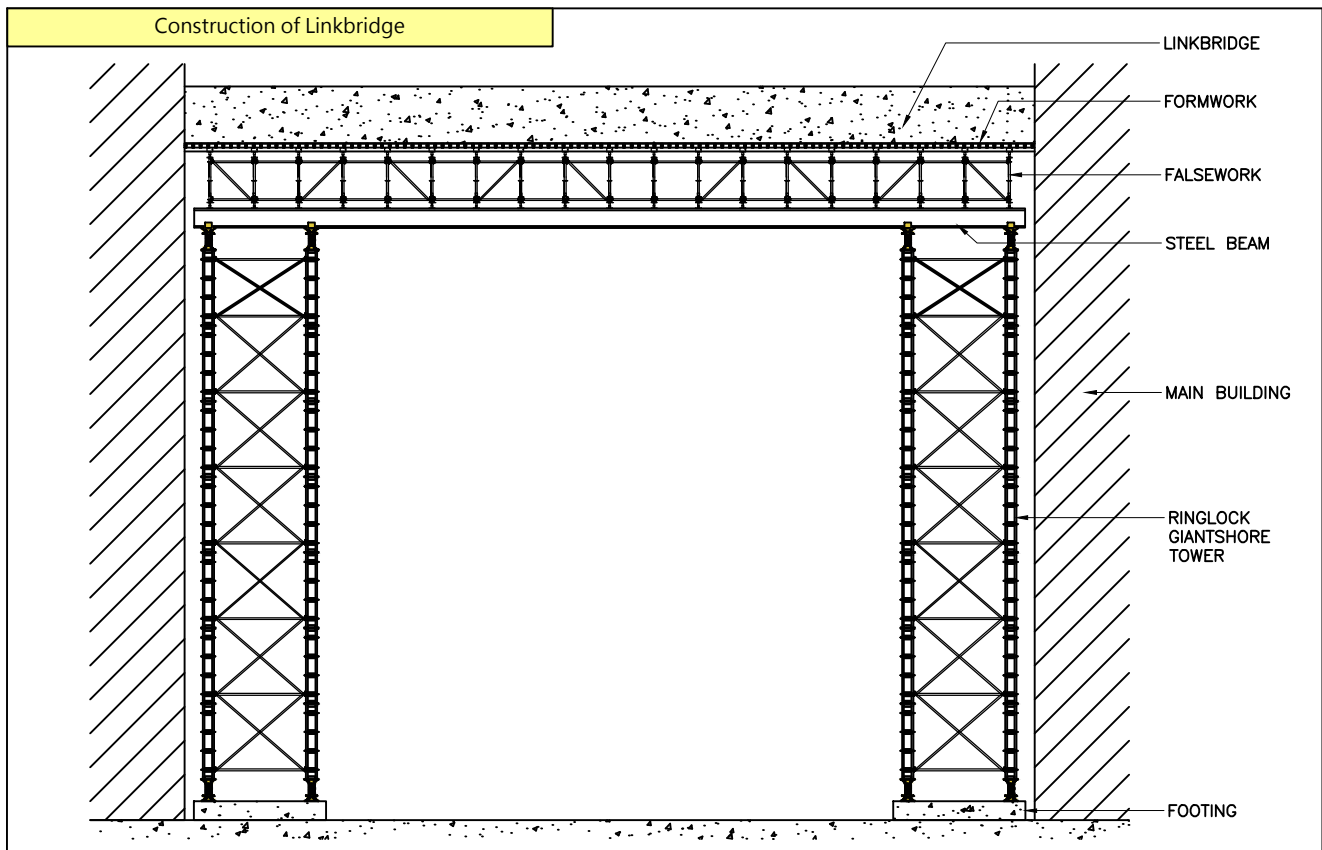 Construction of Linkbridge
LINKBRIDGE
FORMWORK
FALSEWORK
STEEL BEAM
MAIN BUILDING
RINGLOCK
GIANTSHORE
TOWER
FOOTING